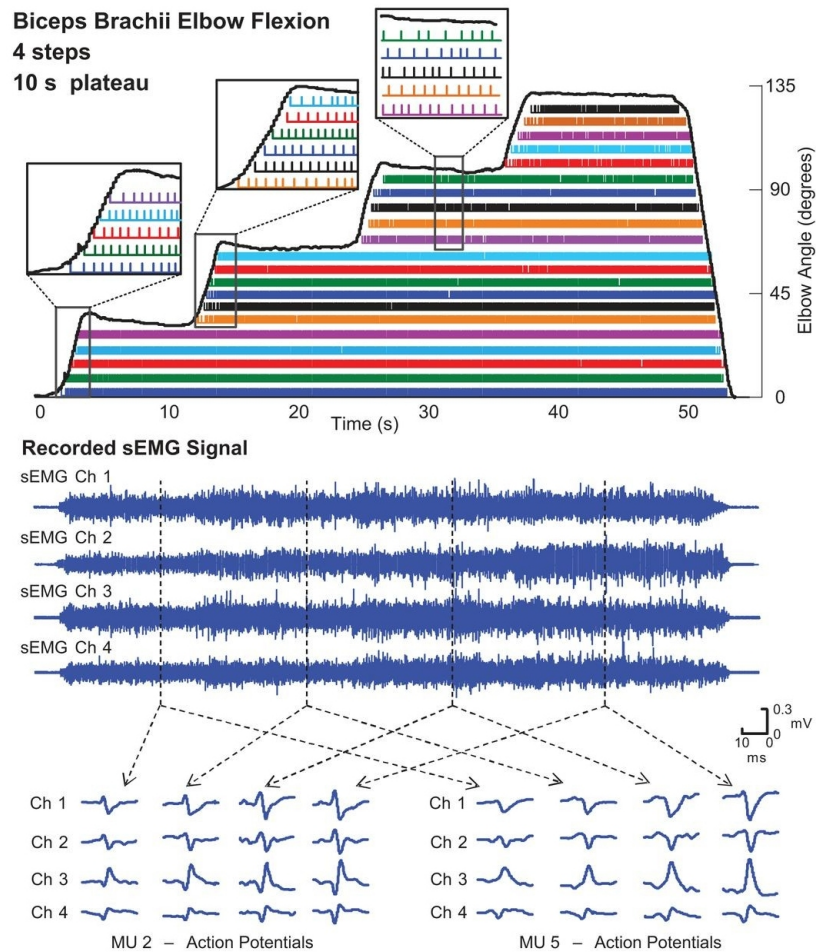 Biceps Brachii Elbow Flexion
4 steps
10 s plateau
135
90
45
0
Elbow Angle (degrees)
0 10 20 30 40 50
Time (s)
Recorded sEMG Signal
sEMG Ch 1
sEMG Ch 2
sEMG Ch 3
sEMG Ch 4
0.3
mV
0
10 0
ms
Ch 1 Ch 1
Ch 2 Ch 2
Ch 3 Ch 3
Ch 4 Ch 4
MU 2 – Action Potentials MU 5 – Action Potentials